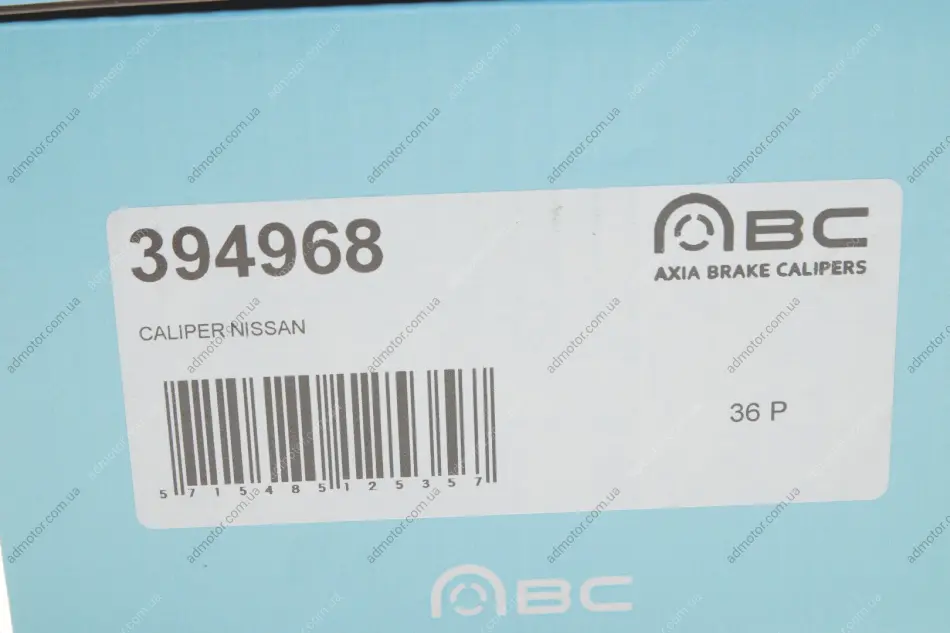 394968
ABC
AXIA BRAKE CALIPERS
CALIPER NISSAN
36 P
5 715485 125357
ABC
admotor.com.ua